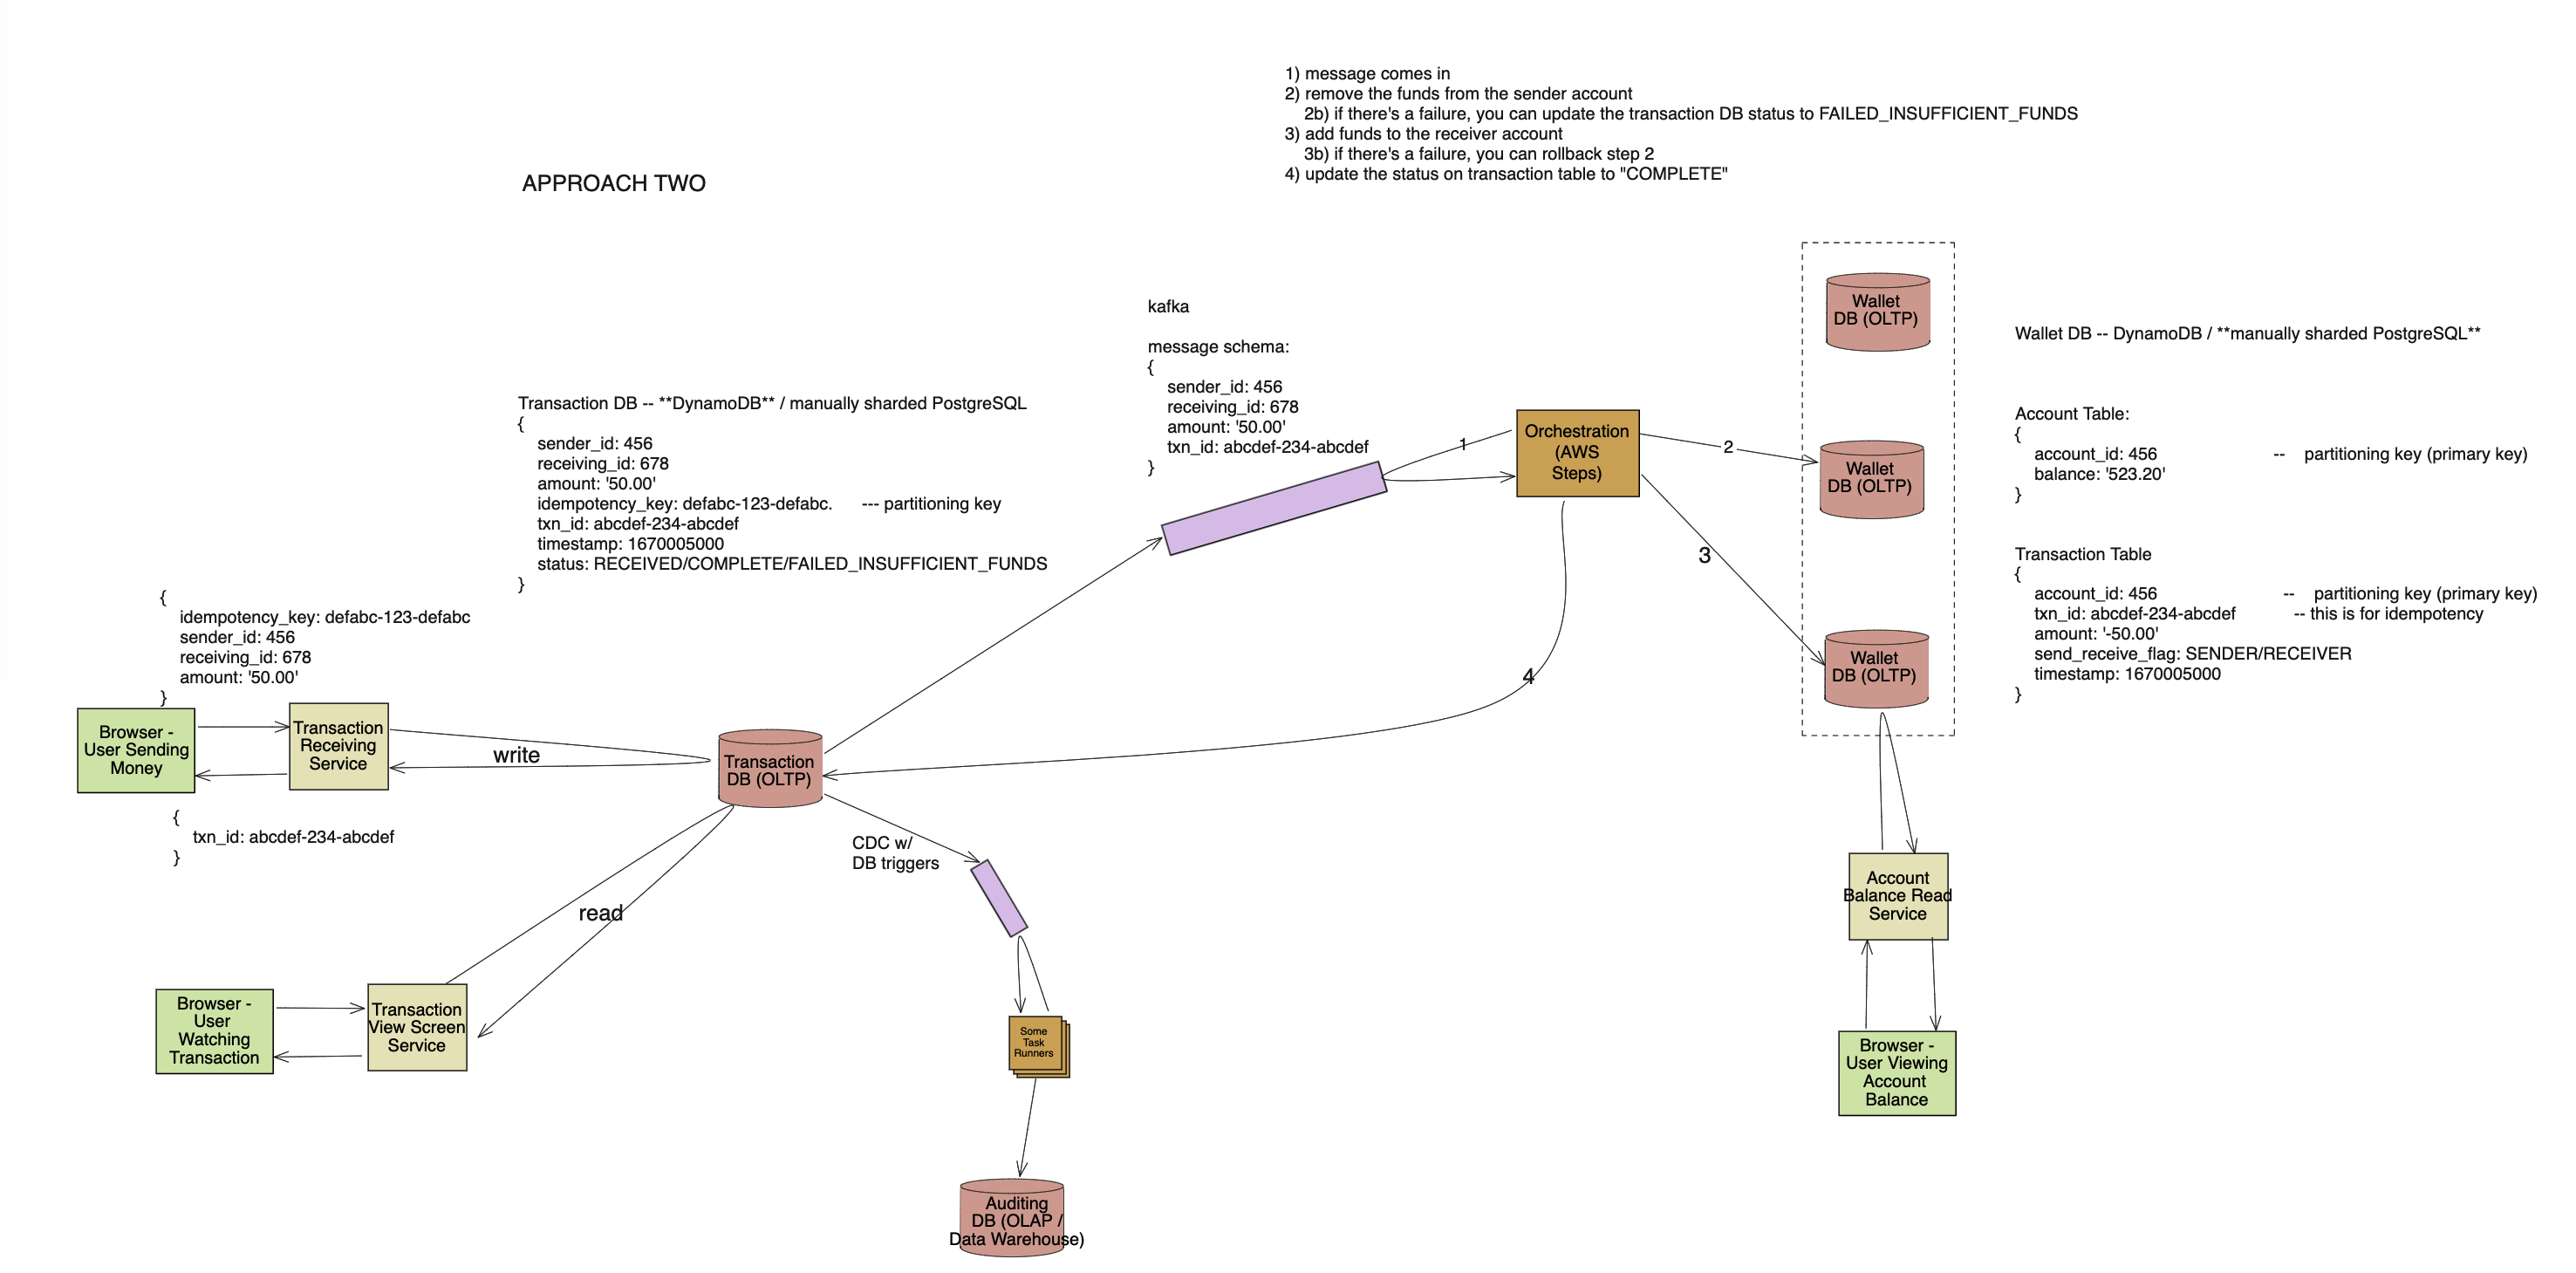 1) message comes in
2) remove the funds from the sender account
2b) if there's a failure, you can update the transaction DB status to FAILED_INSUFFICIENT_FUNDS
3) add funds to the receiver account
3b) if there's a failure, you can rollback step 2
4) update the status on transaction table to "COMPLETE"
APPROACH TWO
kafka
message schema:
{
sender_id: 456
receiving_id: 678
amount: '50.00'
txn_id: abcdef-234-abcdef
}
Transaction DB -- **DynamoDB** / manually sharded PostgreSQL
{
sender_id: 456
receiving_id: 678
amount: '50.00'
idempotency_key: defabc-123-defabc. --- partitioning key
txn_id: abcdef-234-abcdef
timestamp: 1670005000
status: RECEIVED/COMPLETE/FAILED_INSUFFICIENT_FUNDS
}
{
idempotency_key: defabc-123-defabc
sender_id: 456
receiving_id: 678
amount: '50.00'
}
Browser -
User Sending
Money
Transaction
Receiving
Service
write
{
txn_id: abcdef-234-abcdef
}
Transaction
DB (OLTP)
read
Browser -
User
Watching
Transaction
Transaction
View Screen
Service
CDC w/
DB triggers
Some
Task
Runners
Auditing
DB (OLAP /
Data Warehouse)
1
Orchestration
(AWS
Steps)
2
3
4
Wallet
DB (OLTP)
Wallet
DB (OLTP)
Wallet
DB (OLTP)
Wallet DB -- DynamoDB / **manually sharded PostgreSQL**
Account Table:
{
account_id: 456 -- partitioning key (primary key)
balance: '523.20'
}
Transaction Table
{
account_id: 456 -- partitioning key (primary key)
txn_id: abcdef-234-abcdef -- this is for idempotency
amount: '-50.00'
send_receive_flag: SENDER/RECEIVER
timestamp: 1670005000
}
Account
Balance Read
Service
Browser -
User Viewing
Account
Balance